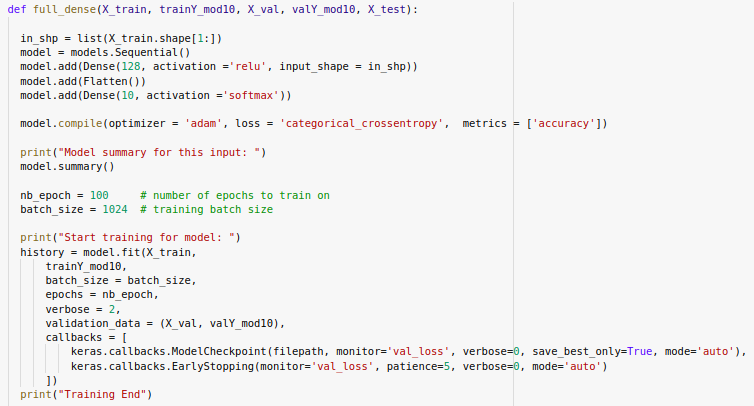 def full_dense(X_train, trainY_mod10, X_val, valY_mod10, X_test):
in_shp = list(X_train.shape[1:])
model = models.Sequential()
model.add(Dense(128, activation ='relu', input_shape = in_shp))
model.add(Flatten())
model.add(Dense(10, activation ='softmax'))
model.compile(optimizer = 'adam', loss = 'categorical_crossentropy',  metrics = ['accuracy'])
print("Model summary for this input: ")
model.summary()
nb_epoch = 100     # number of epochs to train on
batch_size = 1024  # training batch size
print("Start training for model: ")
history = model.fit(X_train,
trainY_mod10,
batch_size = batch_size,
epochs = nb_epoch,
verbose = 2,
validation_data = (X_val, valY_mod10),
callbacks = [
keras.callbacks.ModelCheckpoint(filepath, monitor='val_loss', verbose=0, save_best_only=True, mode='auto'),
keras.callbacks.EarlyStopping(monitor='val_loss', patience=5, verbose=0, mode='auto')
])
print("Training End")